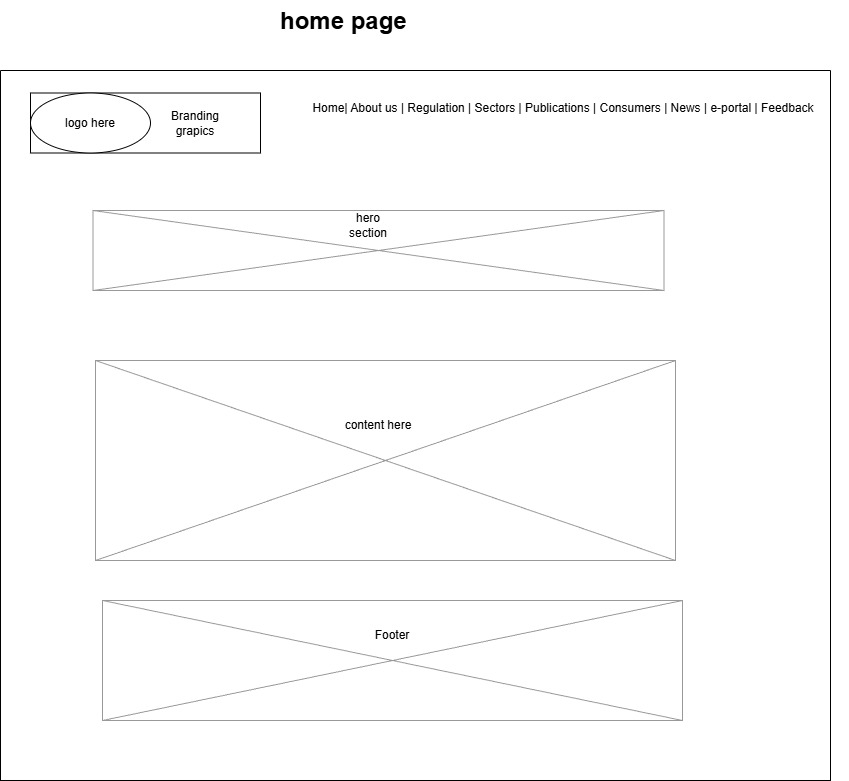 home page
logo here
Branding
grapics
Home| About us | Regulation | Sectors | Publications | Consumers | News | e-portal | Feedback
hero
section
content here
Footer